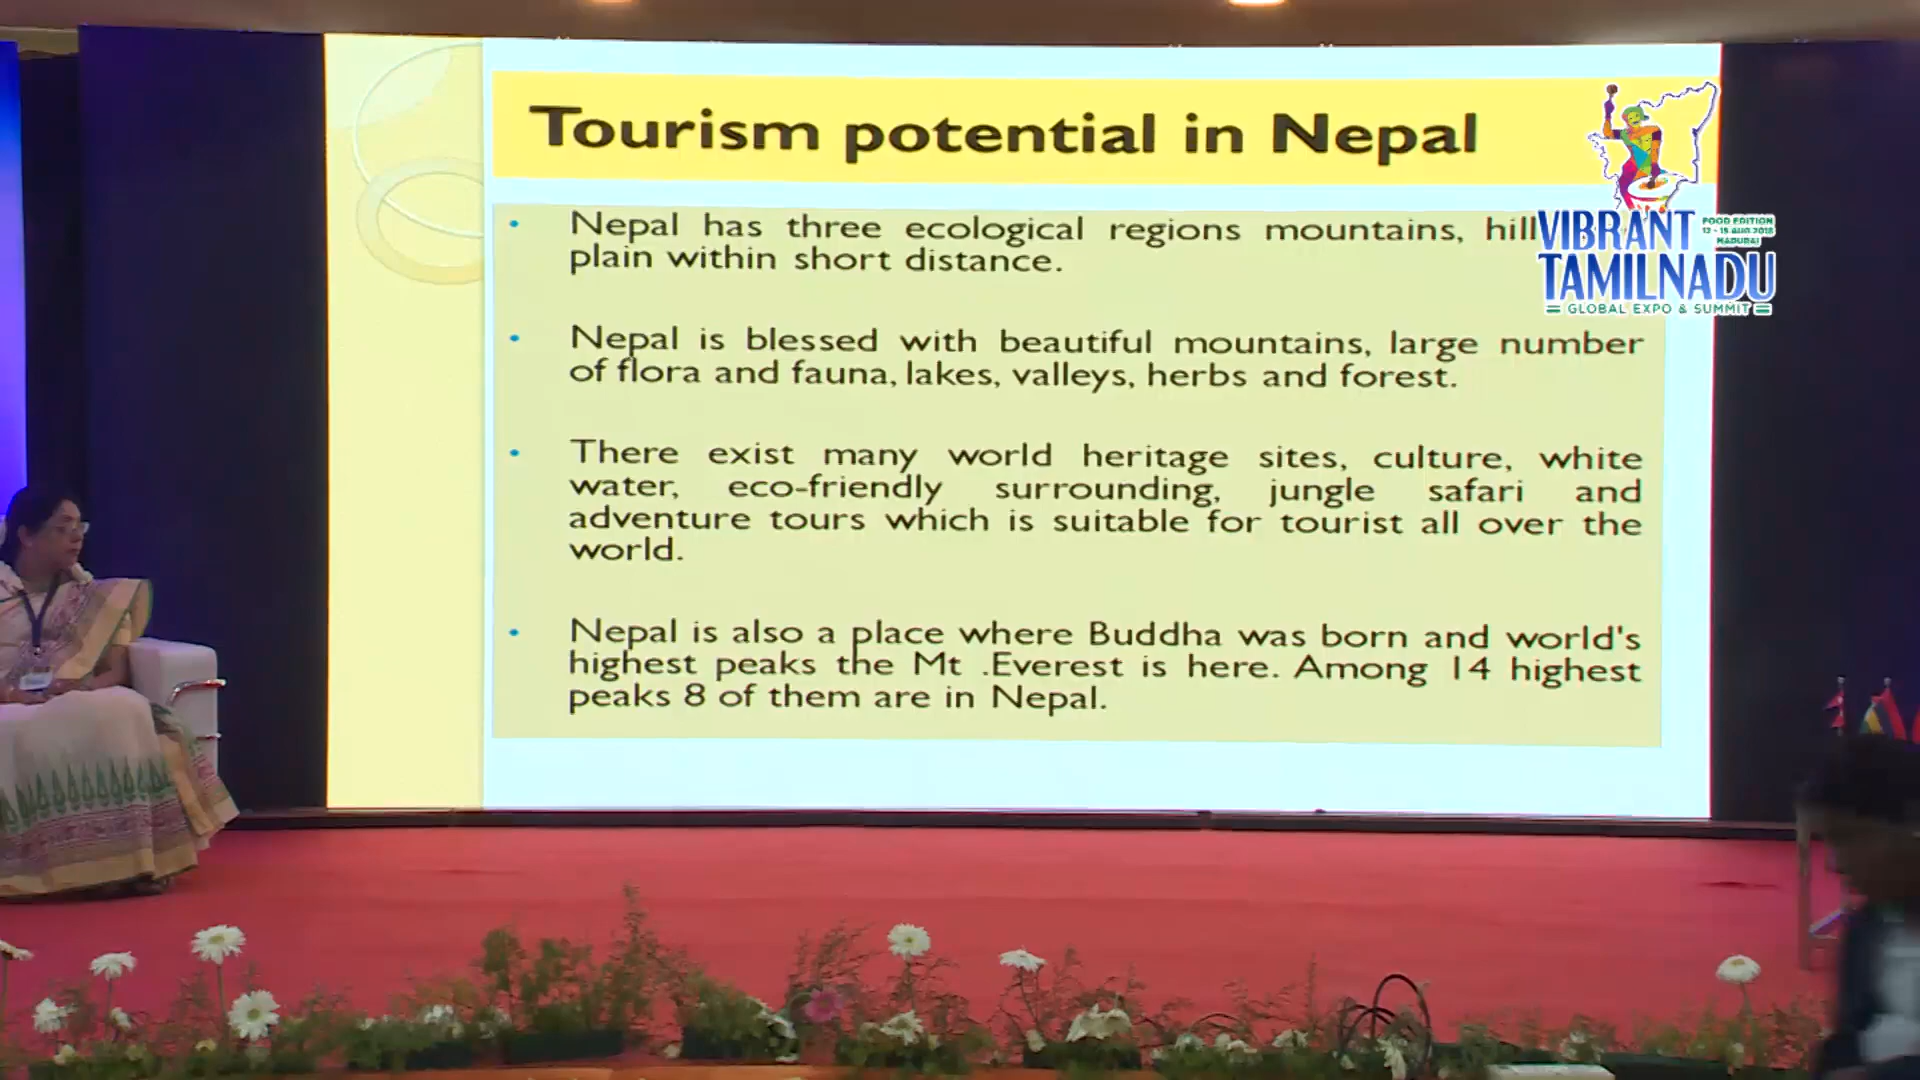 Tourism potential in Nepal
• Nepal has three ecological regions mountains,
plain within short distance.
• Nepal is blessed with beautiful mountains, large number
of flora and fauna, lakes, valleys, herbs and forest.
• There exist many world heritage sites, culture, white
water, eco-friendly surrounding, jungle safari and
adventure tours which is suitable for tourist all over the
world.
• Nepal is also a place where Buddha was born and world's
highest peaks the Mt .Everest is here. Among 14 highest
peaks 8 of them are in Nepal.
VIBRANT
FOOD EDITION
12 - 15 AUG 2018
MADURAI
TAMILNADU
GLOBAL EXPO & SUMMIT